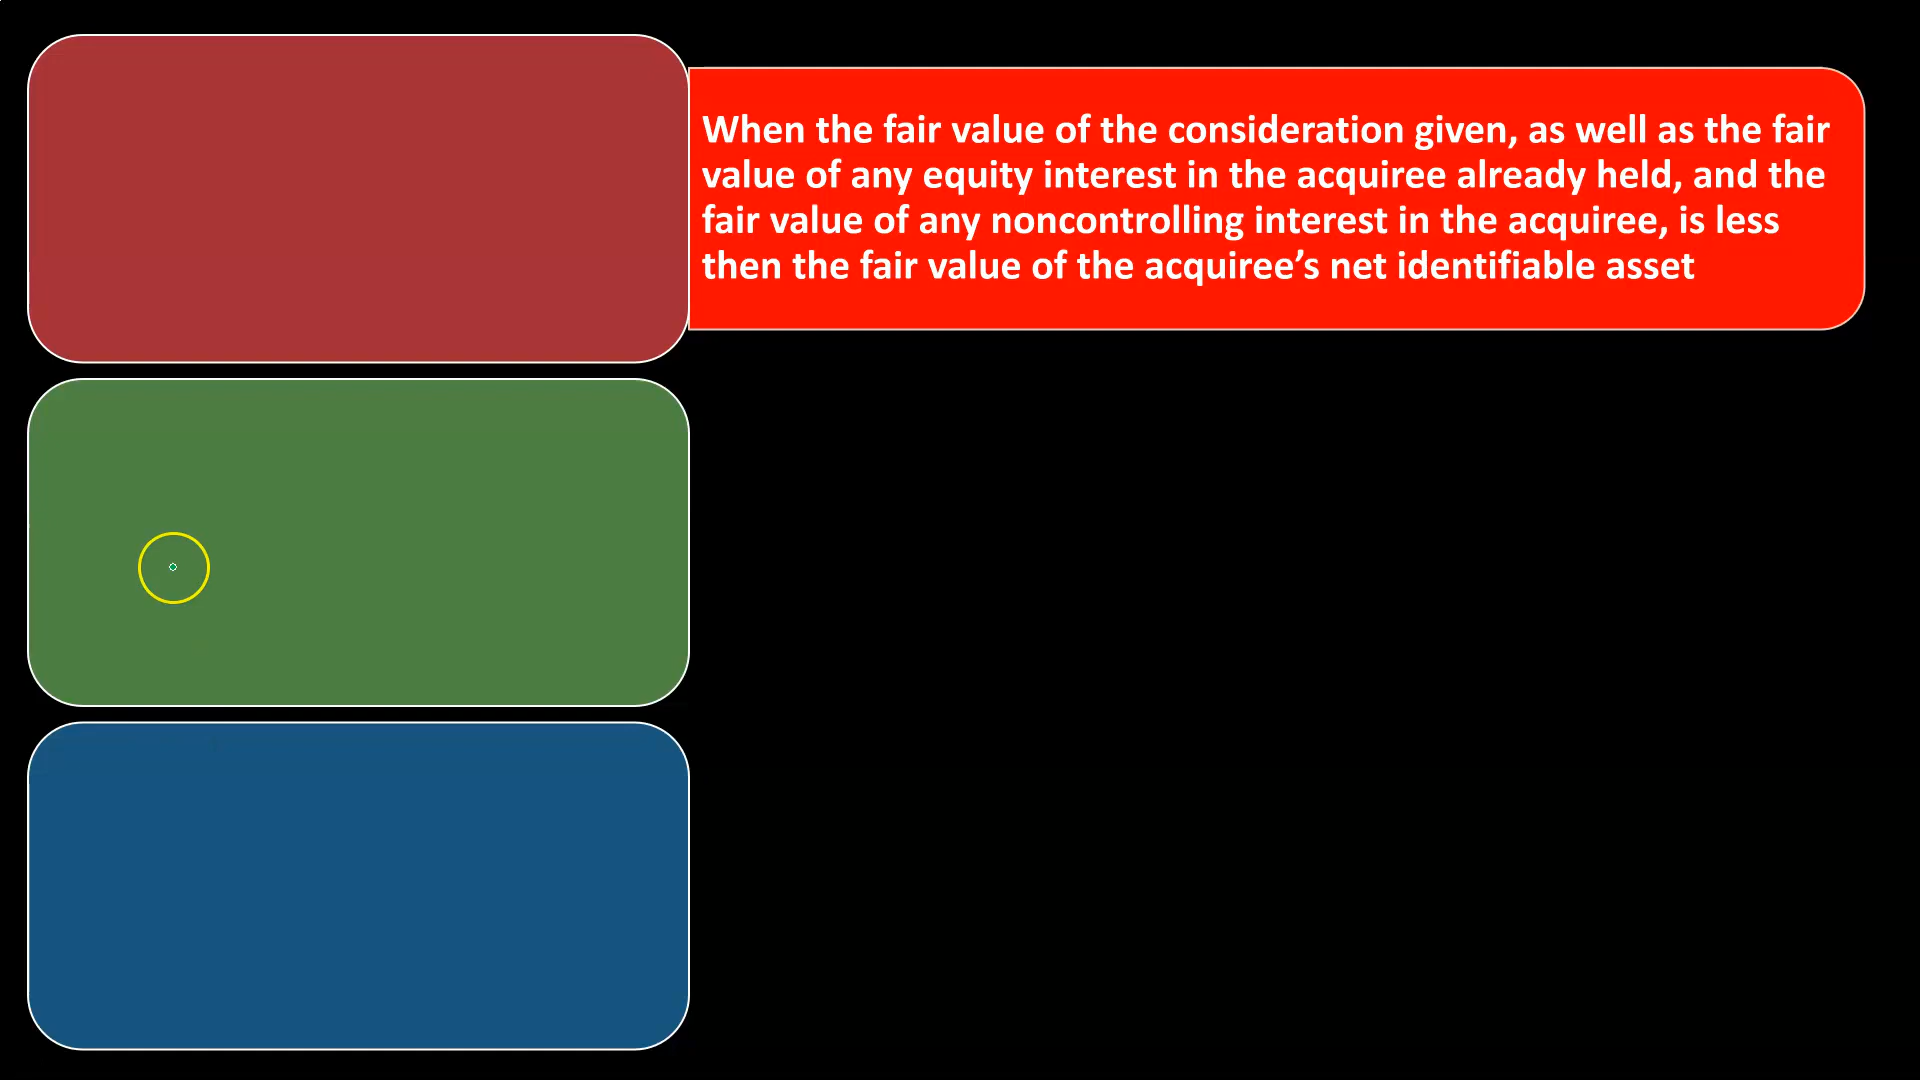 When the fair value of the consideration given, as well as the fair
value of any equity interest in the acquiree already held, and the
fair value of any noncontrolling interest in the acquiree, is less
then the fair value of the acquiree’s net identifiable asset